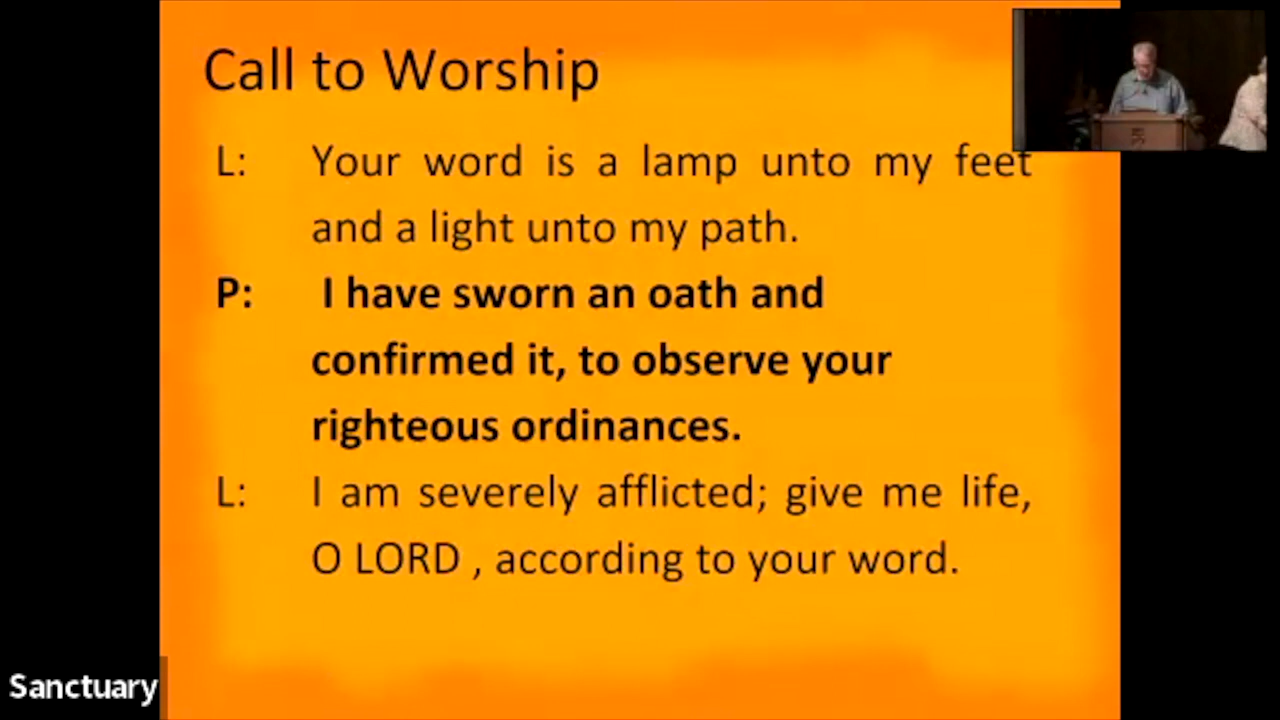 Call to Worship
L: Your word is a lamp unto my feet
and a light unto my path.
P: I have sworn an oath and
confirmed it, to observe your
righteous ordinances.
L: I am severely afflicted; give me life,
O LORD , according to your word.
Sanctuary